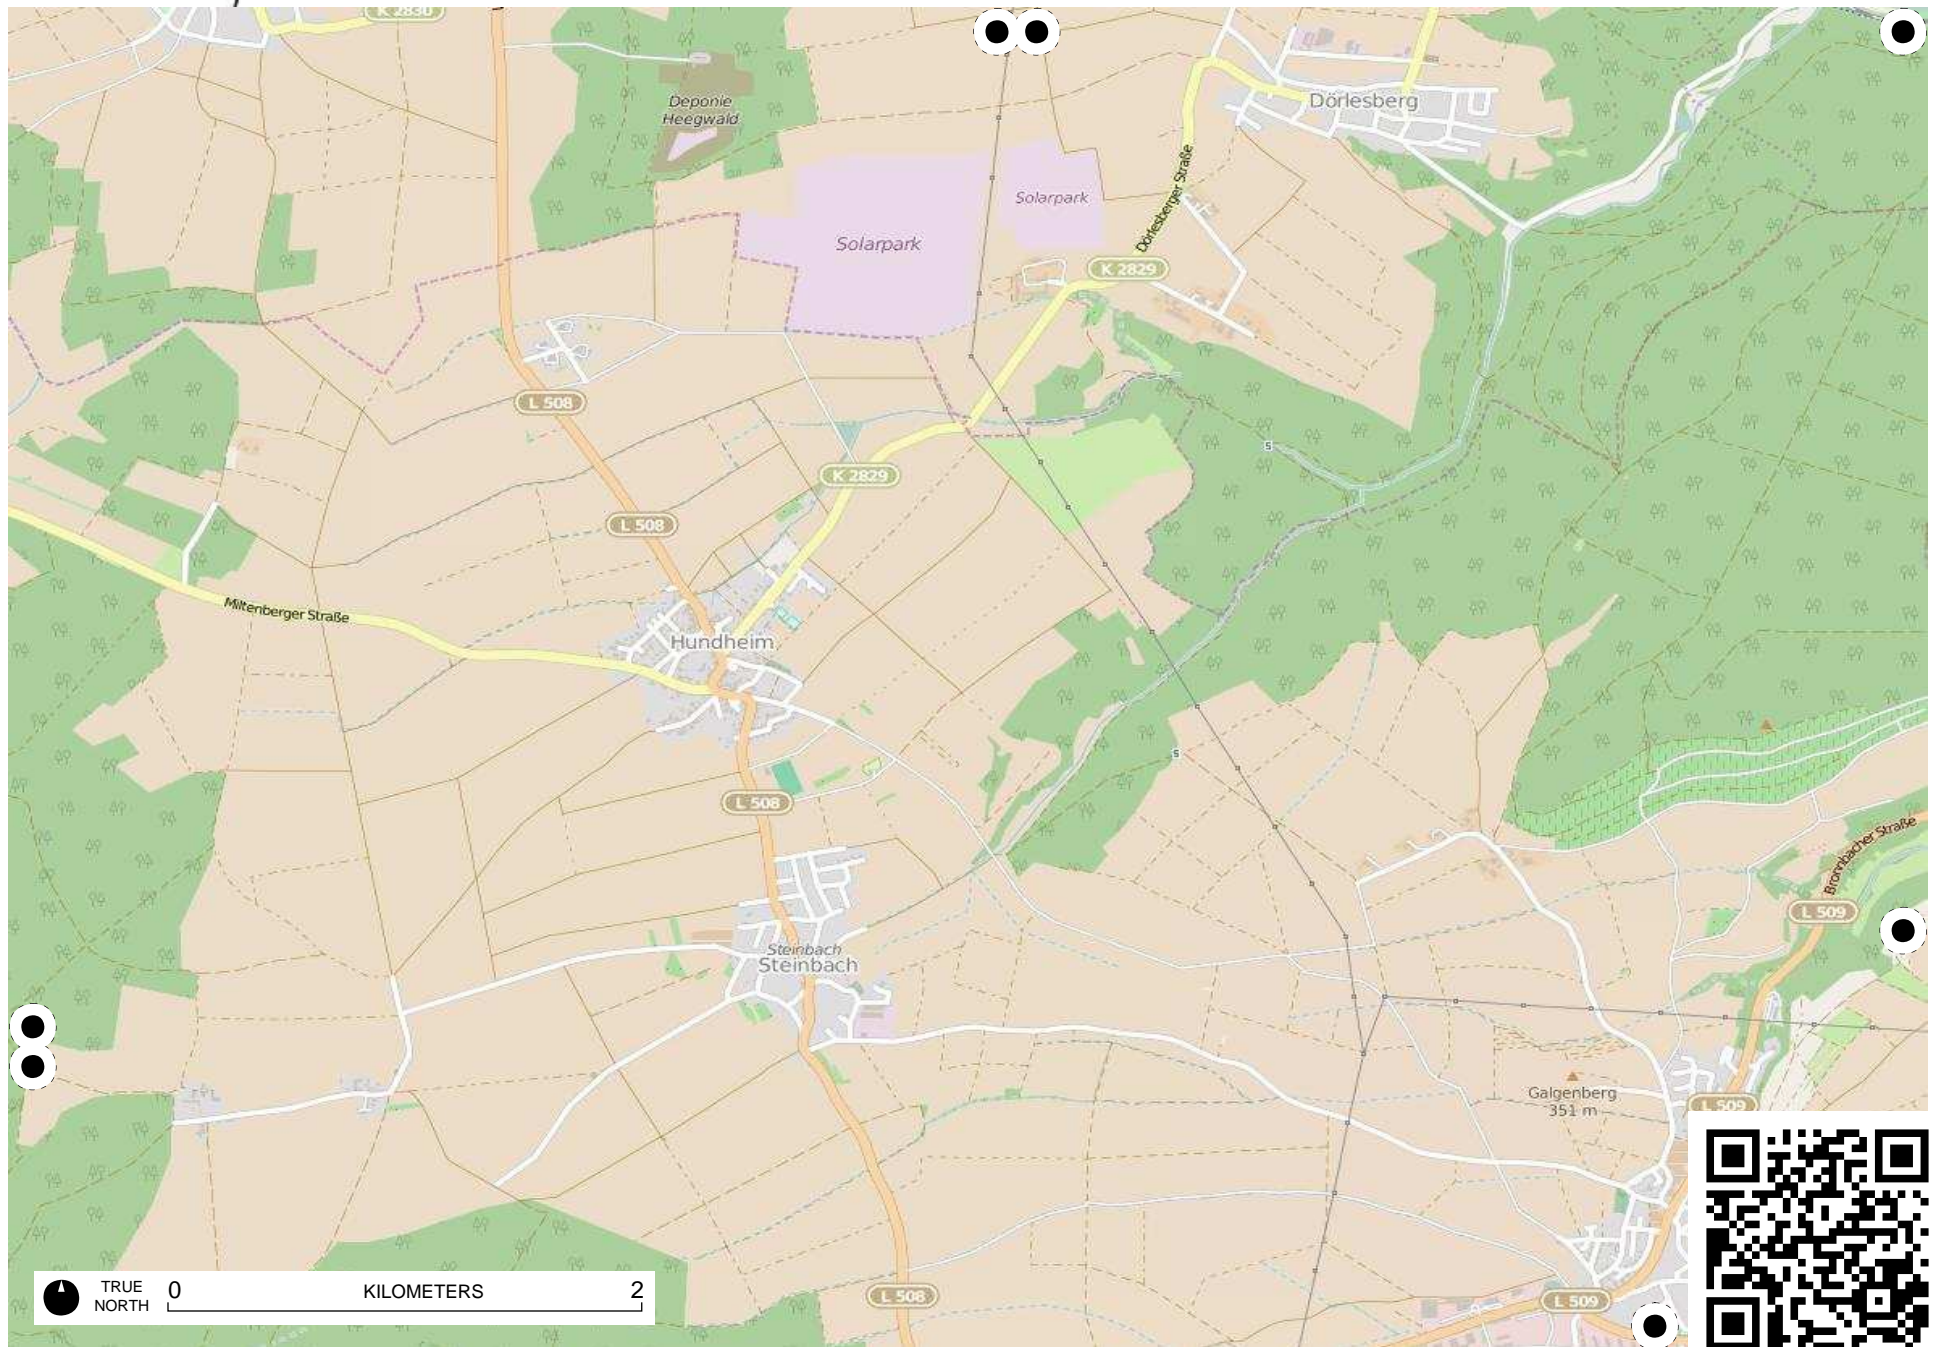 K 2830
Deponie
Heegwald
Dörlesberg
Solarpark
Solarpark
Dörlesberger Straße
K 2829
L 508
K 2829
L 508
Miltenberger Straße
Hundheim
L 508
Bronnbacher Straße
L 509
Steinbach
Steinbach
Galgenberg
351 m
L 509
TRUE
NORTH
0 KILOMETERS 2
L 508
L 509
S
S